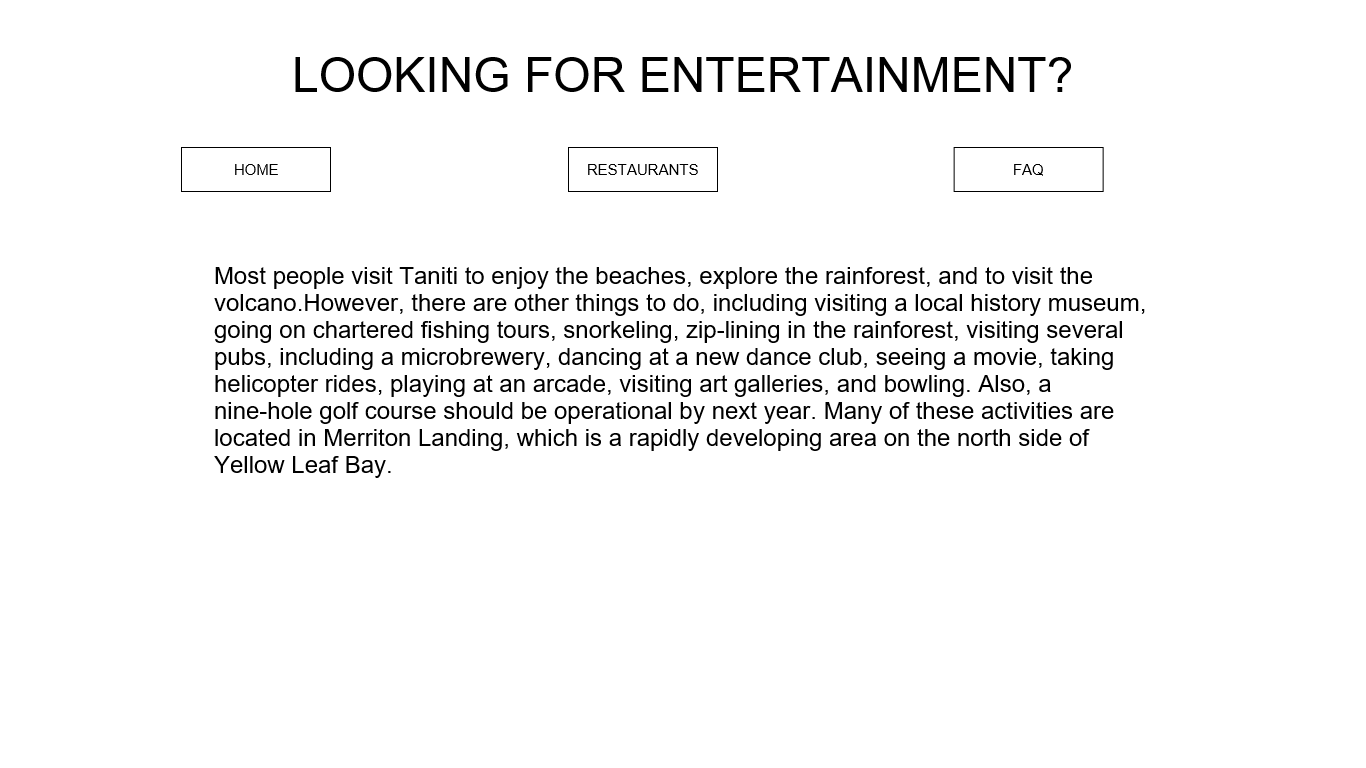 LOOKING FOR ENTERTAINMENT?
HOME
RESTAURANTS
FAQ
Most people visit Taniti to enjoy the beaches, explore the rainforest, and to visit the
volcano.However, there are other things to do, including visiting a local history museum,
going on chartered fishing tours, snorkeling, zip-lining in the rainforest, visiting several
pubs, including a microbrewery, dancing at a new dance club, seeing a movie, taking
helicopter rides, playing at an arcade, visiting art galleries, and bowling. Also, a
nine-hole golf course should be operational by next year. Many of these activities are
located in Merriton Landing, which is a rapidly developing area on the north side of
Yellow Leaf Bay.